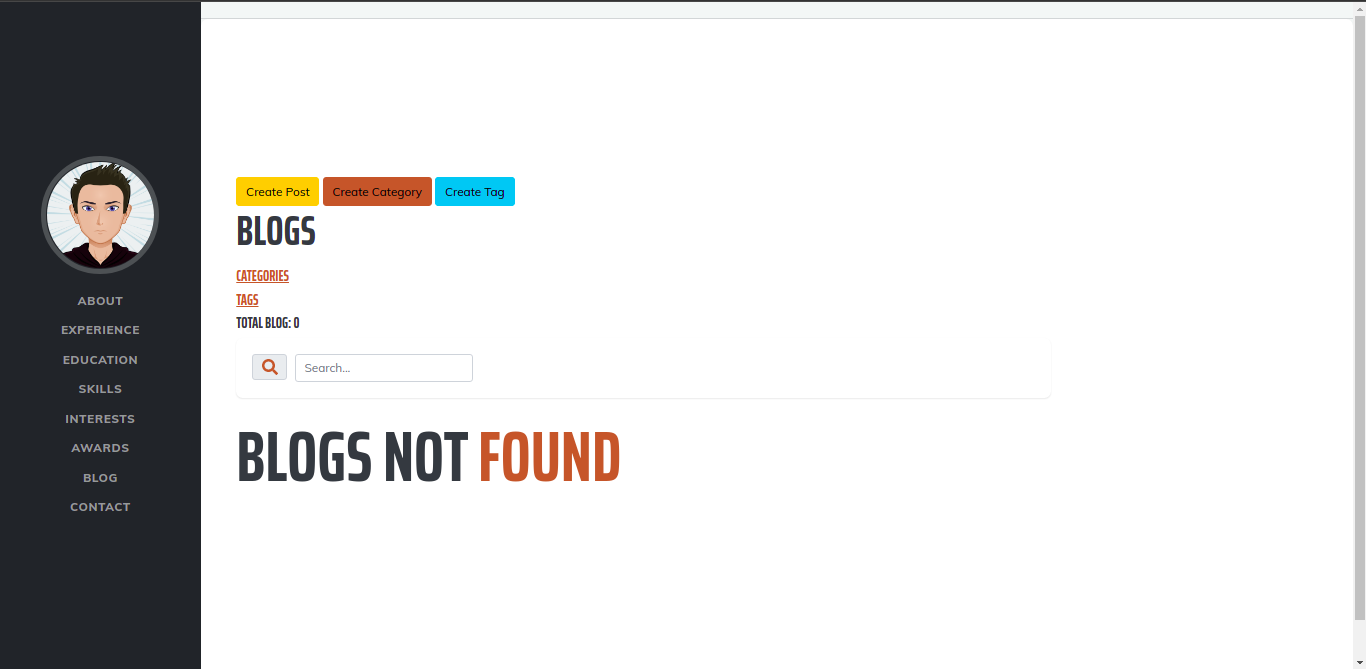 ABOUT
EXPERIENCE
EDUCATION
SKILLS
INTERESTS
AWARDS
BLOG
CONTACT
Create Post Create Category Create Tag
BLOGS
CATEGORIES
TAGS
TOTAL BLOG: 0
Search...
BLOGS NOT FOUND